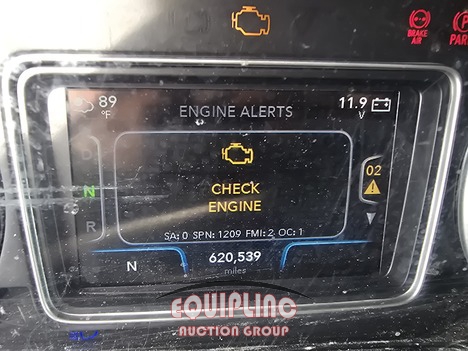 BRAKE
AIR
PARK
89
°F
ENGINE ALERTS
11.9
V
D
N
R
CHECK
ENGINE
02
SA: 0 SPN: 1209 FMI: 2 OC: 1
N
620,539
miles
EQUIPLINC
AUCTION GROUP